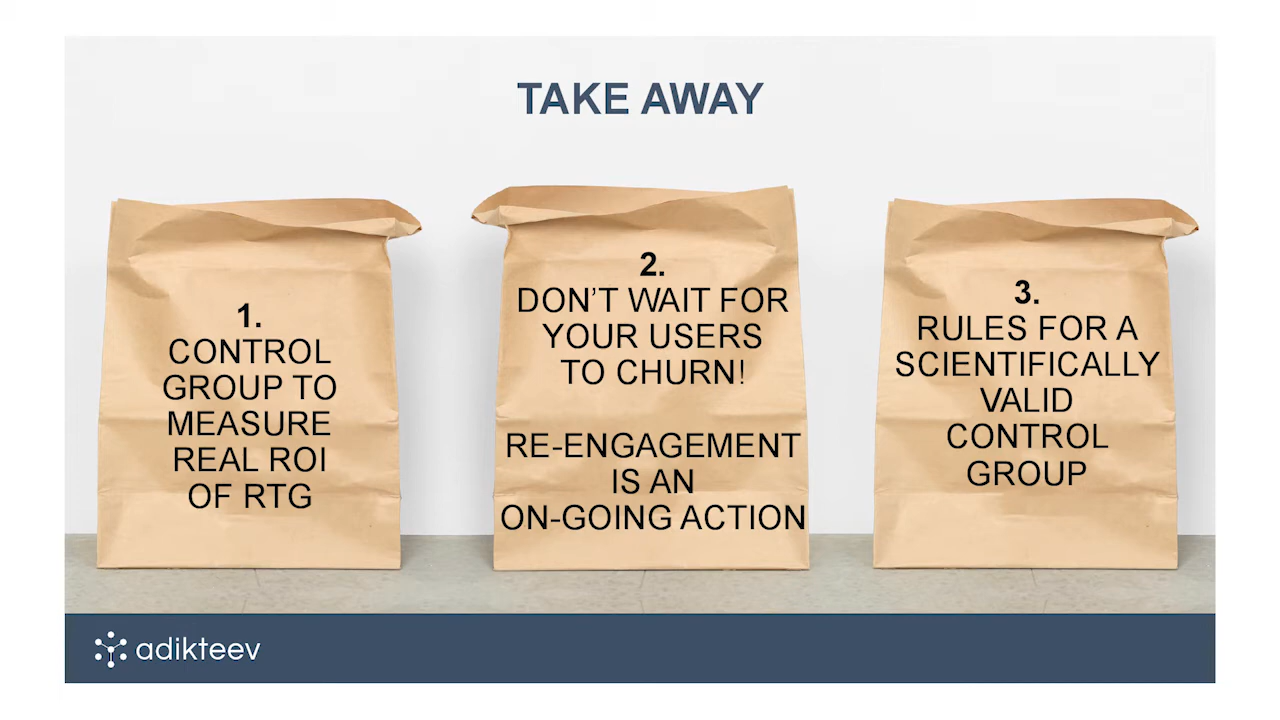 TAKE AWAY
1.
CONTROL
GROUP TO
MEASURE
REAL ROI
OF RTG
2.
DON’T WAIT FOR
YOUR USERS
TO CHURN!
RE-ENGAGEMENT
IS AN
ON-GOING ACTION
3.
RULES FOR A
SCIENTIFICALLY
VALID
CONTROL
GROUP
adikteev